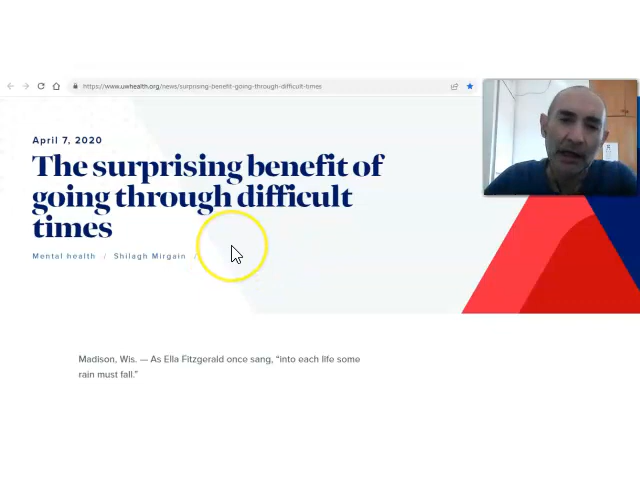 https://www.uwhealth.org/news/surprising-benefit-going-through-difficult-times
April 7, 2020
The surprising benefit of
going through difficult
times
Mental health / Shilagh Mirgain /
Madison, Wis. — As Ella Fitzgerald once sang, “into each life some
rain must fall.”